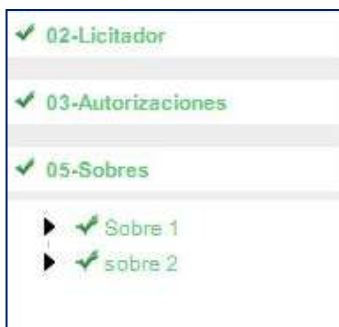 02-Licitador
03-Autorizaciones
05-Sobres
Sobre 1
sobre 2